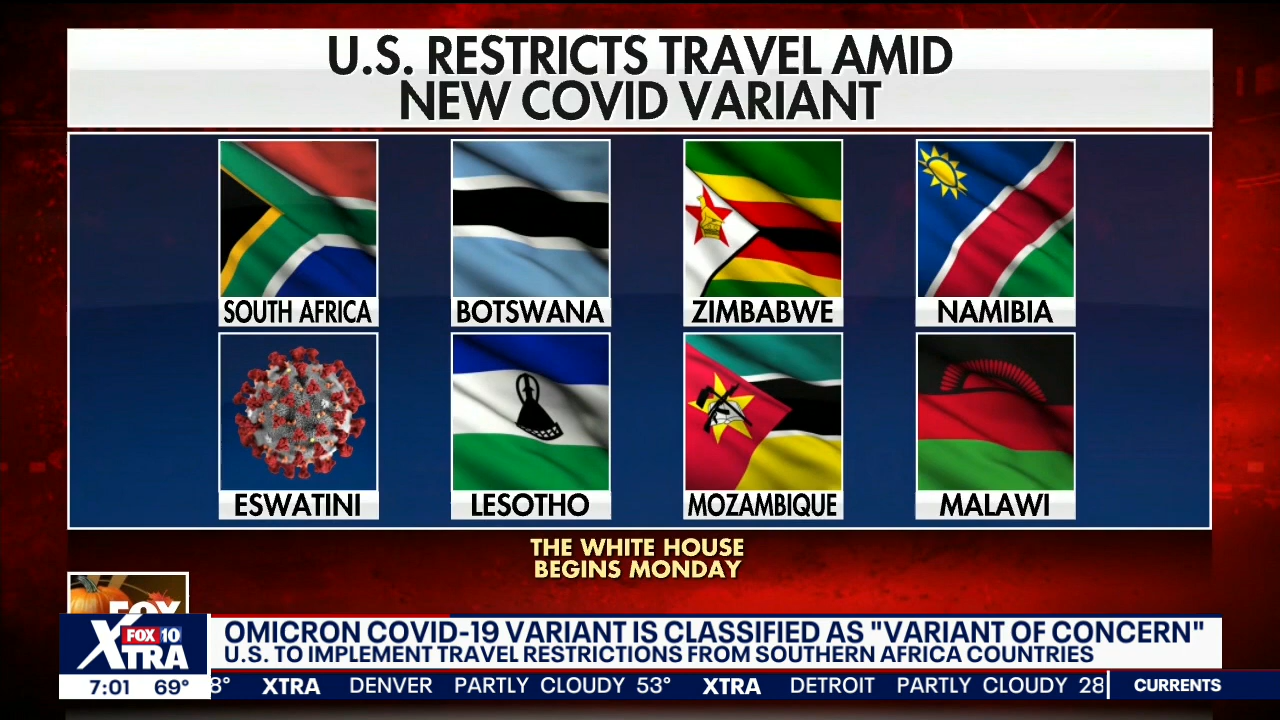 U.S. RESTRICTS TRAVEL AMID
NEW COVID VARIANT
SOUTH AFRICA
BOTSWANA
ZIMBABWE
NAMIBIA
ESWATINI
LESOTHO
MOZAMBIQUE
MALAWI
THE WHITE HOUSE
BEGINS MONDAY
FOX
XTRA
FOX 10
OMICRON COVID-19 VARIANT IS CLASSIFIED AS "VARIANT OF CONCERN"
U.S. TO IMPLEMENT TRAVEL RESTRICTIONS FROM SOUTHERN AFRICA COUNTRIES
7:01 69°
8° XTRA DENVER PARTLY CLOUDY 53° XTRA DETROIT PARTLY CLOUDY 28
CURRENTS